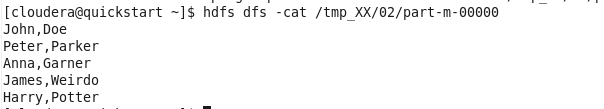 [cloudera@quickstart ~]$ hdfs dfs -cat /tmp_XX/02/part-m-00000
John,Doe
Peter,Parker
Anna,Garner
James,Weirdo
Harry,Potter